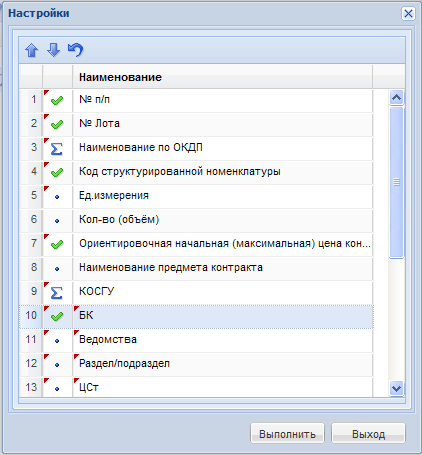 Настройки
Наименование
1 № п/п
2 № Лота
3 Σ Наименование по ОКДП
4 Код структурированной номенклатуры
5 Ед.измерения
6 Кол-во (объём)
7 Ориентировочная начальная (максимальная) цена кон...
8 Наименование предмета контракта
9 Σ КОСГУ
10 БК
11 Ведомства
12 Раздел/подраздел
13 ЦСт
Выполнить Выход